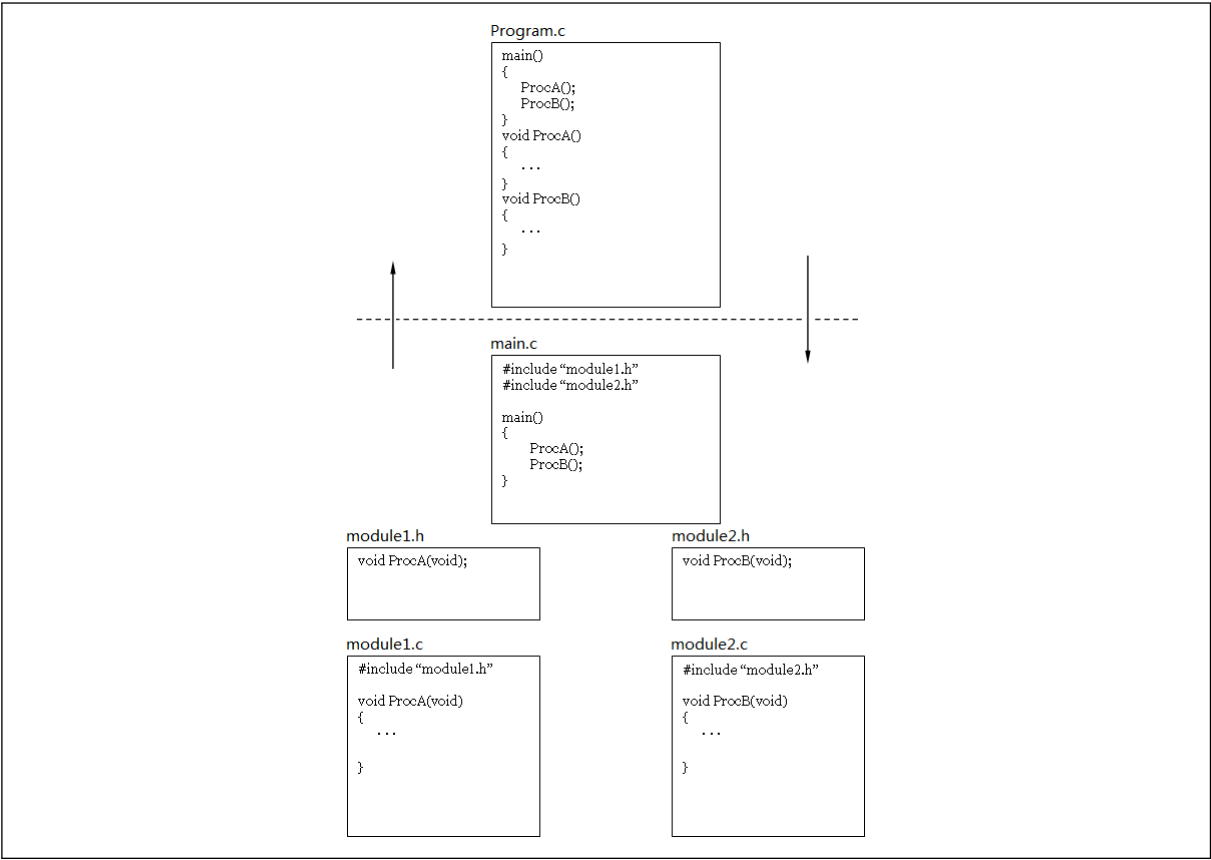 Program.c
main()
{
ProcA();
ProcB();
}
void ProcA()
{
...
}
void ProcB()
{
...
}
main.c
#include “module1.h”
#include “module2.h”
main()
{
ProcA();
ProcB();
}
module1.h
void ProcA(void);
module2.h
void ProcB(void);
module1.c
#include “module1.h”
void ProcA(void)
{
...
}
module2.c
#include “module2.h”
void ProcB(void)
{
...
}